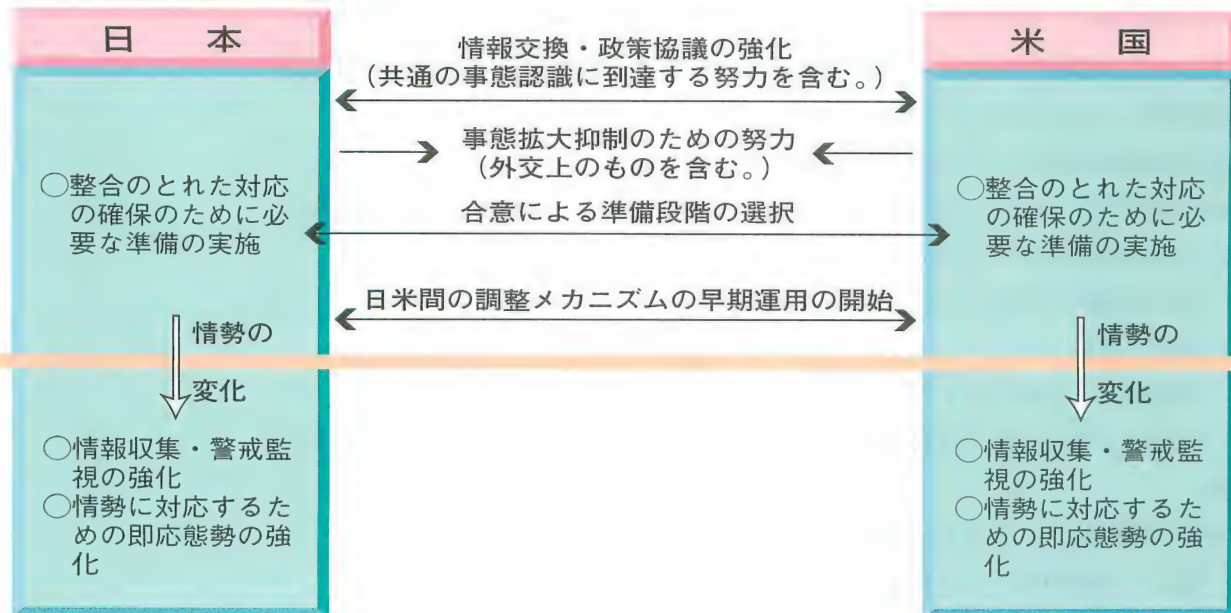 日　本
○整合のとれた対応
の確保のために必
要な準備の実施
情勢の
変化
○情報収集・警戒監
視の強化
○情勢に対応するた
めの即応態勢の強
化
情報交換・政策協議の強化
（共通の事態認識に到達する努力を含む。）
事態拡大抑制のための努力
（外交上のものを含む。）
合意による準備段階の選択
日米間の調整メカニズムの早期運用の開始
米　国
○整合のとれた対応
の確保のために必
要な準備の実施
情勢の
変化
○情報収集・警戒監
視の強化
○情勢に対応するた
めの即応態勢の強
化